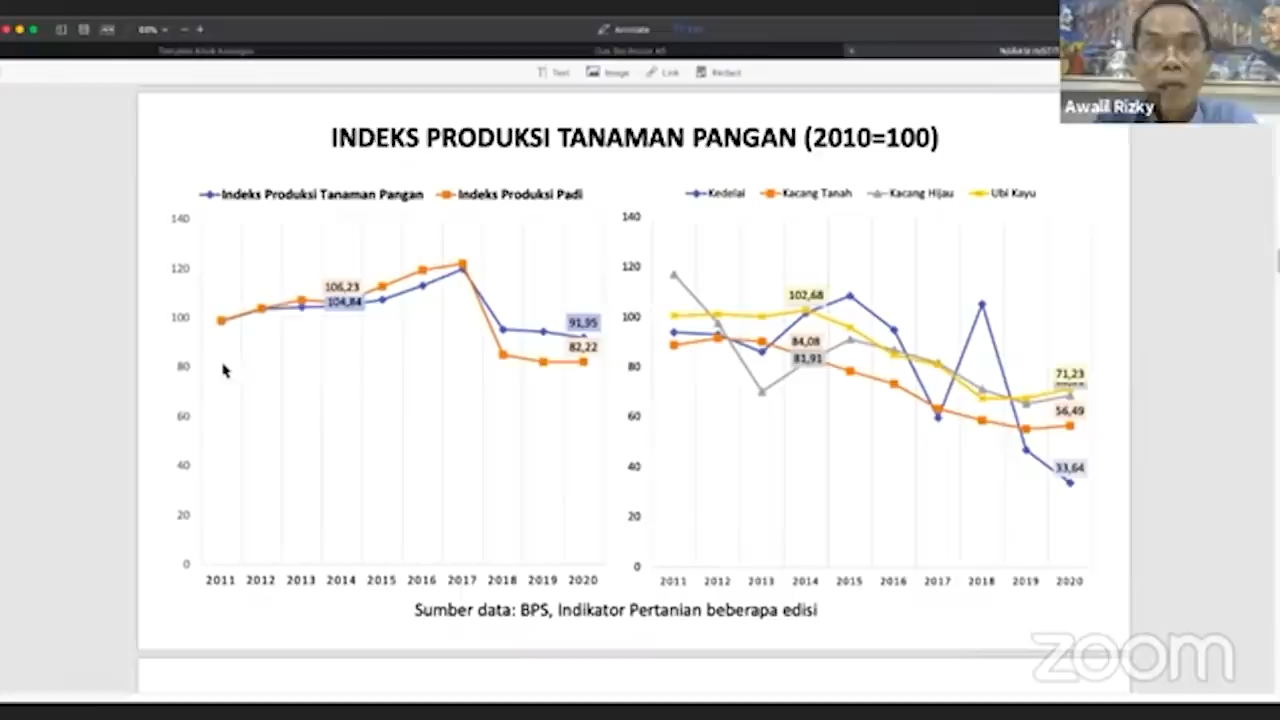 Annotate
Text Image Link Redact
Awalil Rizky
INDEKS PRODUKSI TANAMAN PANGAN (2010=100)
Indeks Produksi Tanaman Pangan Indeks Produksi Padi
140
120
100
80
60
40
20
0
106,23
104,84
91,95
82,22
2011 2012 2013 2014 2015 2016 2017 2018 2019 2020
Kedelai Kacang Tanah Kacang Hijau Ubi Kayu
140
120
100
80
60
40
20
0
102,68
84,08
81,91
71,23
56,49
33,64
2011 2012 2013 2014 2015 2016 2017 2018 2019 2020
Sumber data: BPS, Indikator Pertanian beberapa edisi
zoom